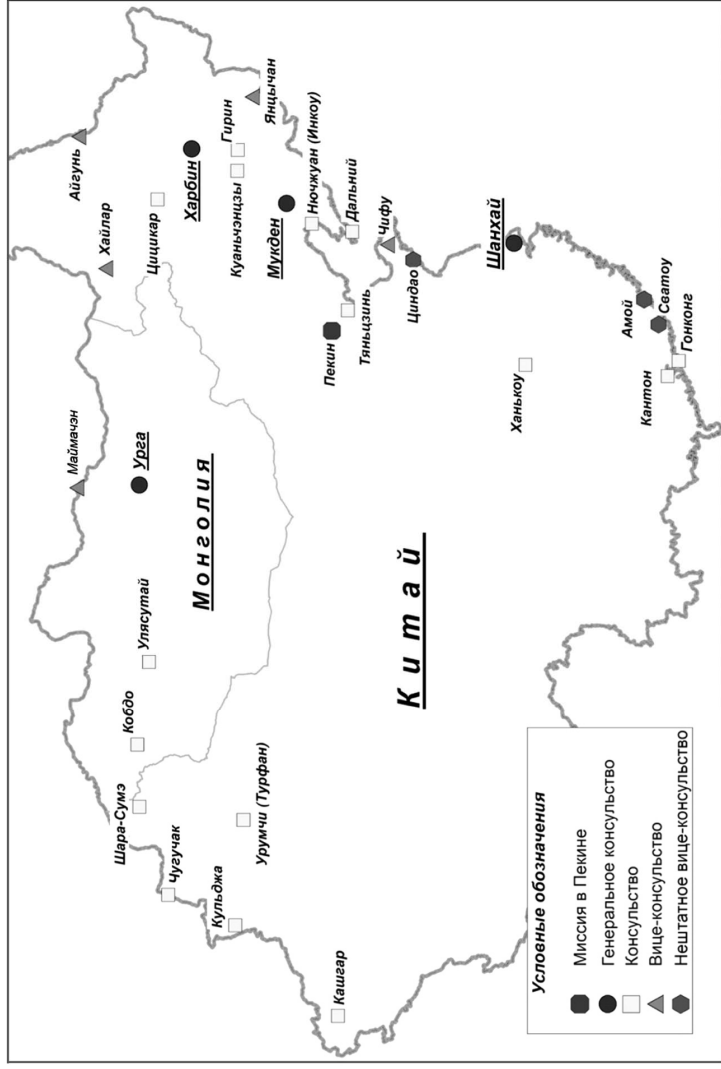 Маймачэн
Айгунь
Хайлар
Цицикар
Харбин
Гирин
Куаньчэнцзы
Янцычан
Мукден
Нючжуан (Инкоу)
Дальний
Чифу
Циндао
Пекин
Тяньцзинь
Урга
Монголия
Улясутай
Кобдо
Шара-Сумэ
Чугучак
Кульджа
Урумчи (Турфан)
Кашгар
Китай
Шанхай
Ханькоу
Амой
Сватоу
Гонконг
Кантон
Условные обозначения
Миссия в Пекине
Генеральное консульство
Консульство
Вице-консульство
Нештатное вице-консульство